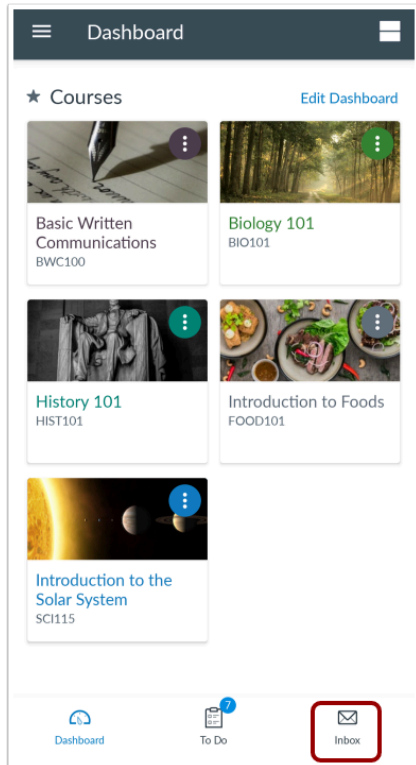 Dashboard
★ Courses
Edit Dashboard
Basic Written
Communications
BWC100
Biology 101
BIO101
History 101
HIST101
Introduction to Foods
FOOD101
Introduction to the
Solar System
SCI115
7
Dashboard
To Do
Inbox